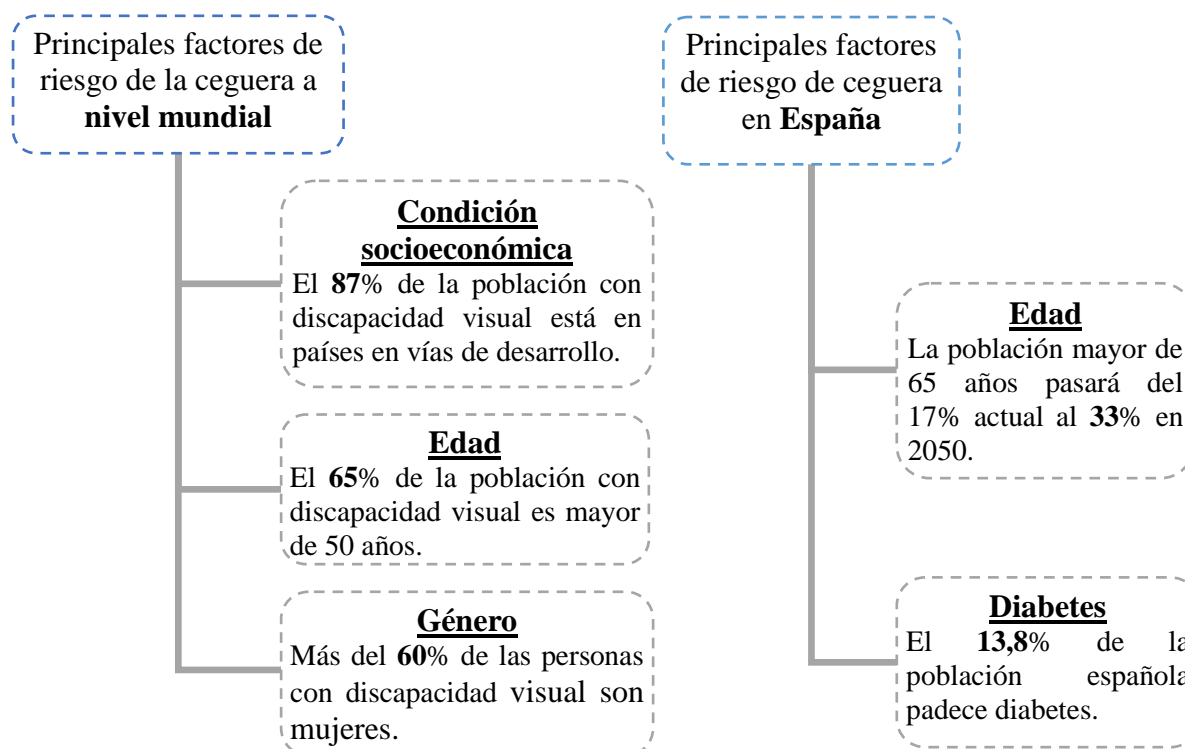 Principales factores de
riesgo de la ceguera a
nivel mundial
Condición
socioeconómica
El 87% de la población con
discapacidad visual está en
países en vías de desarrollo.
Edad
El 65% de la población con
discapacidad visual es mayor
de 50 años.
Género
Más del 60% de las personas
con discapacidad visual son
mujeres.
Principales factores
de riesgo de ceguera
en España
Edad
La población mayor de
65 años pasará del
17% actual al 33% en
2050.
Diabetes
El 13,8% de la
población española
padece diabetes.